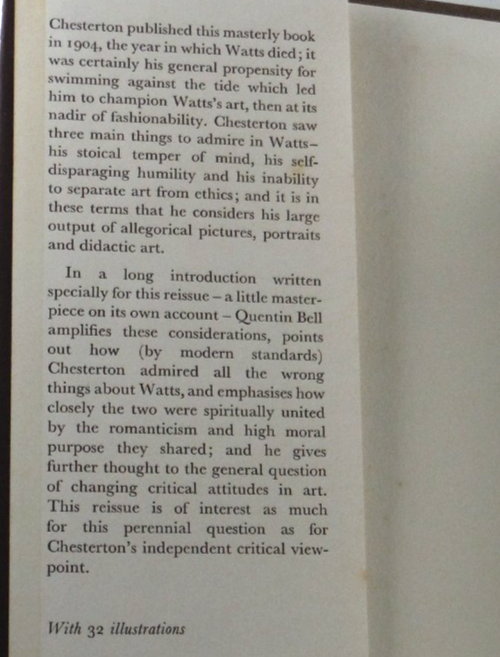 Chesterton published this masterly book
in 1904, the year in which Watts died; it
was certainly his general propensity for
swimming against the tide which led
him to champion Watts's art, then at its
nadir of fashionability. Chesterton saw
three main things to admire in Watts–
his stoical temper of mind, his self-
disparaging humility and his inability
to separate art from ethics; and it is in
these terms that he considers his large
output of allegorical pictures, portraits
and didactic art.
In a long introduction written
specially for this reissue – a little master-
piece on its own account – Quentin Bell
amplifies these considerations, points
out how (by modern standards)
Chesterton admired all the wrong
things about Watts, and emphasises how
closely the two were spiritually united
by the romanticism and high moral
purpose they shared; and he gives
further thought to the general question
of changing critical attitudes in art.
This reissue is of interest as much
for this perennial question as for
Chesterton's independent critical view-
point.
With 32 illustrations